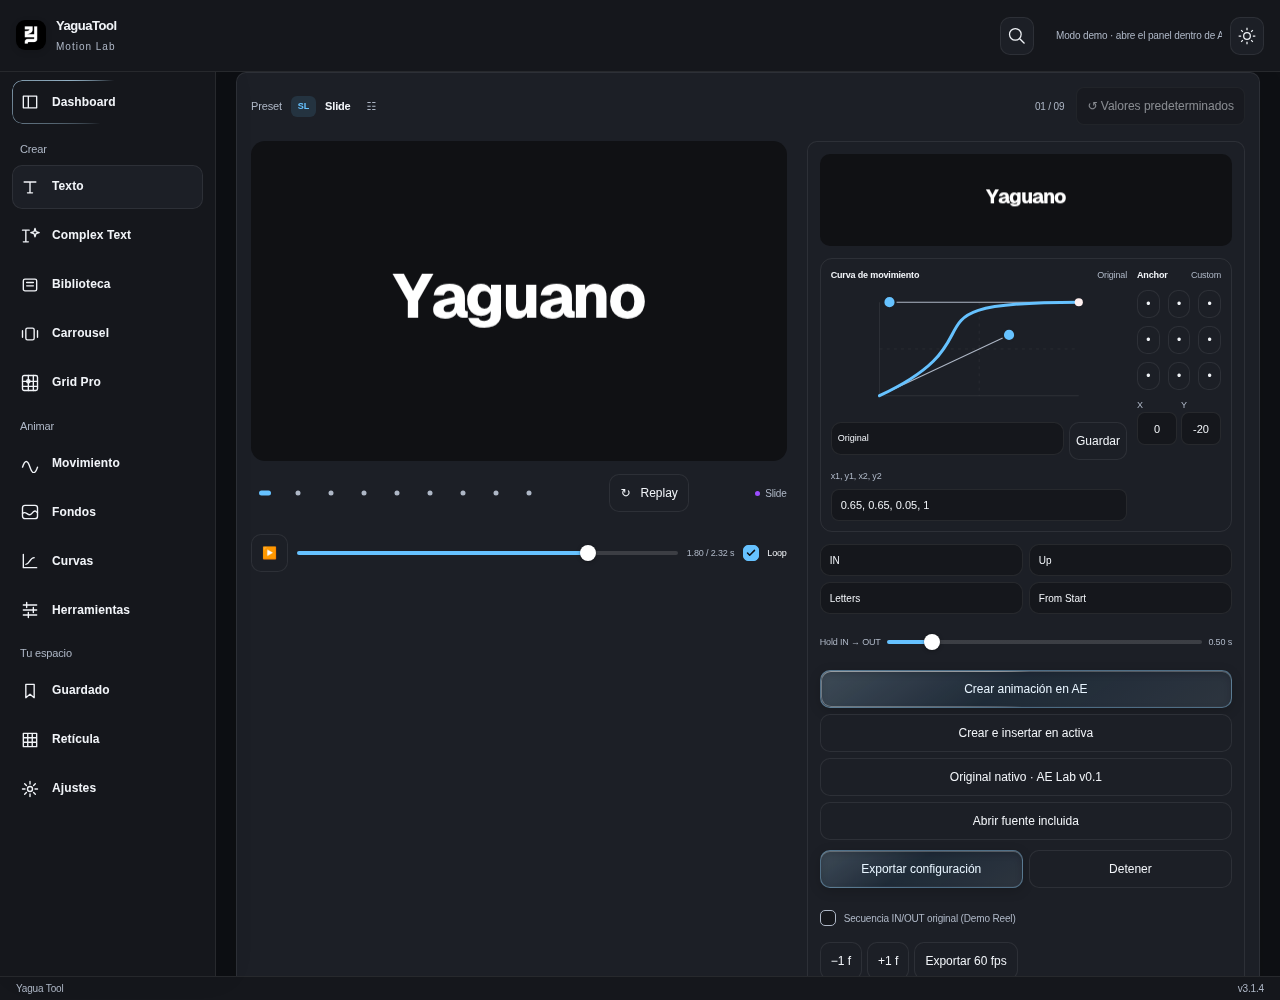 YaguaTool
Motion Lab
Modo demo · abre el panel dentro de A
Dashboard
Crear
Texto
Complex Text
Biblioteca
Carrousel
Grid Pro
Animar
Movimiento
Fondos
Curvas
Herramientas
Tu espacio
Guardado
Retícula
Ajustes
Preset SL Slide
01 / 09
↺ Valores predeterminados
Yaguano
↻ Replay
Slide
1.80 / 2.32 s
Loop
Yaguano
Curva de movimiento
Original
Anchor
Custom
X Y
0 -20
Original
Guardar
x1, y1, x2, y2
0.65, 0.65, 0.05, 1
IN
Up
Letters
From Start
Hold IN → OUT
0.50 s
Crear animación en AE
Crear e insertar en activa
Original nativo · AE Lab v0.1
Abrir fuente incluida
Exportar configuración
Detener
Secuencia IN/OUT original (Demo Reel)
−1 f
+1 f
Exportar 60 fps
Yagua Tool
v3.1.4